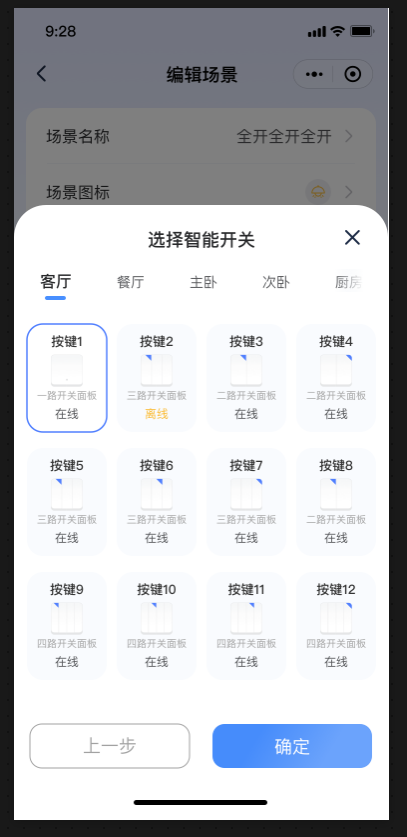 9:28
编辑场景
场景名称 全开全开全开
场景图标
选择智能开关
客厅 餐厅 主卧 次卧 厨房
按键1 按键2 按键3 按键4
一路开关面板 三路开关面板 二路开关面板 二路开关面板
在线 离线 在线 在线
按键5 按键6 按键7 按键8
三路开关面板 三路开关面板 三路开关面板 二路开关面板
在线 在线 在线 在线
按键9 按键10 按键11 按键12
四路开关面板 四路开关面板 四路开关面板 四路开关面板
在线 在线 在线 在线
上一步 确定